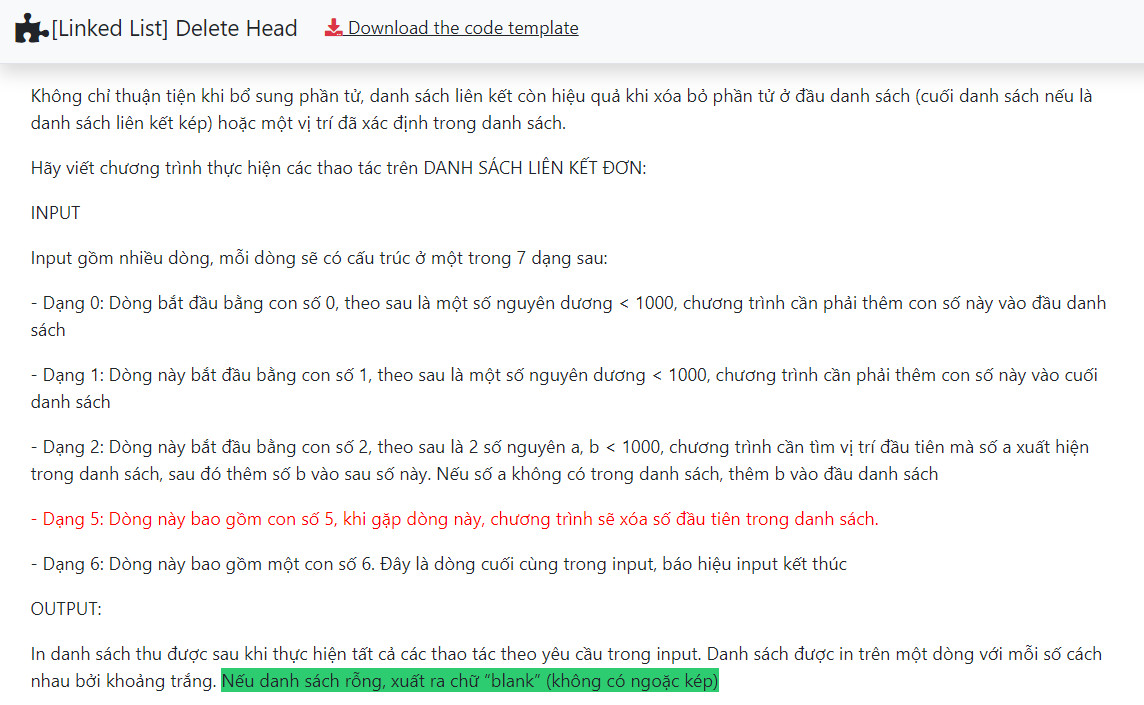 [Linked List] Delete Head Download the code template
Không chỉ thuận tiện khi bổ sung phần tử, danh sách liên kết còn hiệu quả khi xóa bỏ phần tử ở đầu danh sách (cuối danh sách nếu là
danh sách liên kết kép) hoặc một vị trí đã xác định trong danh sách.
Hãy viết chương trình thực hiện các thao tác trên DANH SÁCH LIÊN KẾT ĐƠN:
INPUT
Input gồm nhiều dòng, mỗi dòng sẽ có cấu trúc ở một trong 7 dạng sau:
- Dạng 0: Dòng bắt đầu bằng con số 0, theo sau là một số nguyên dương < 1000, chương trình cần phải thêm con số này vào đầu danh
sách
- Dạng 1: Dòng này bắt đầu bằng con số 1, theo sau là một số nguyên dương < 1000, chương trình cần phải thêm con số này vào cuối
danh sách
- Dạng 2: Dòng này bắt đầu bằng con số 2, theo sau là 2 số nguyên a, b < 1000, chương trình cần tìm vị trí đầu tiên mà số a xuất hiện
trong danh sách, sau đó thêm số b vào sau số này. Nếu số a không có trong danh sách, thêm b vào đầu danh sách
- Dạng 5: Dòng này bao gồm con số 5, khi gặp dòng này, chương trình sẽ xóa số đầu tiên trong danh sách.
- Dạng 6: Dòng này bao gồm một con số 6. Đây là dòng cuối cùng trong input, báo hiệu input kết thúc
OUTPUT:
In danh sách thu được sau khi thực hiện tất cả các thao tác theo yêu cầu trong input. Danh sách được in trên một dòng với mỗi số cách
nhau bởi khoảng trắng. Nếu danh sách rỗng, xuất ra chữ “blank” (không có ngoặc kép)